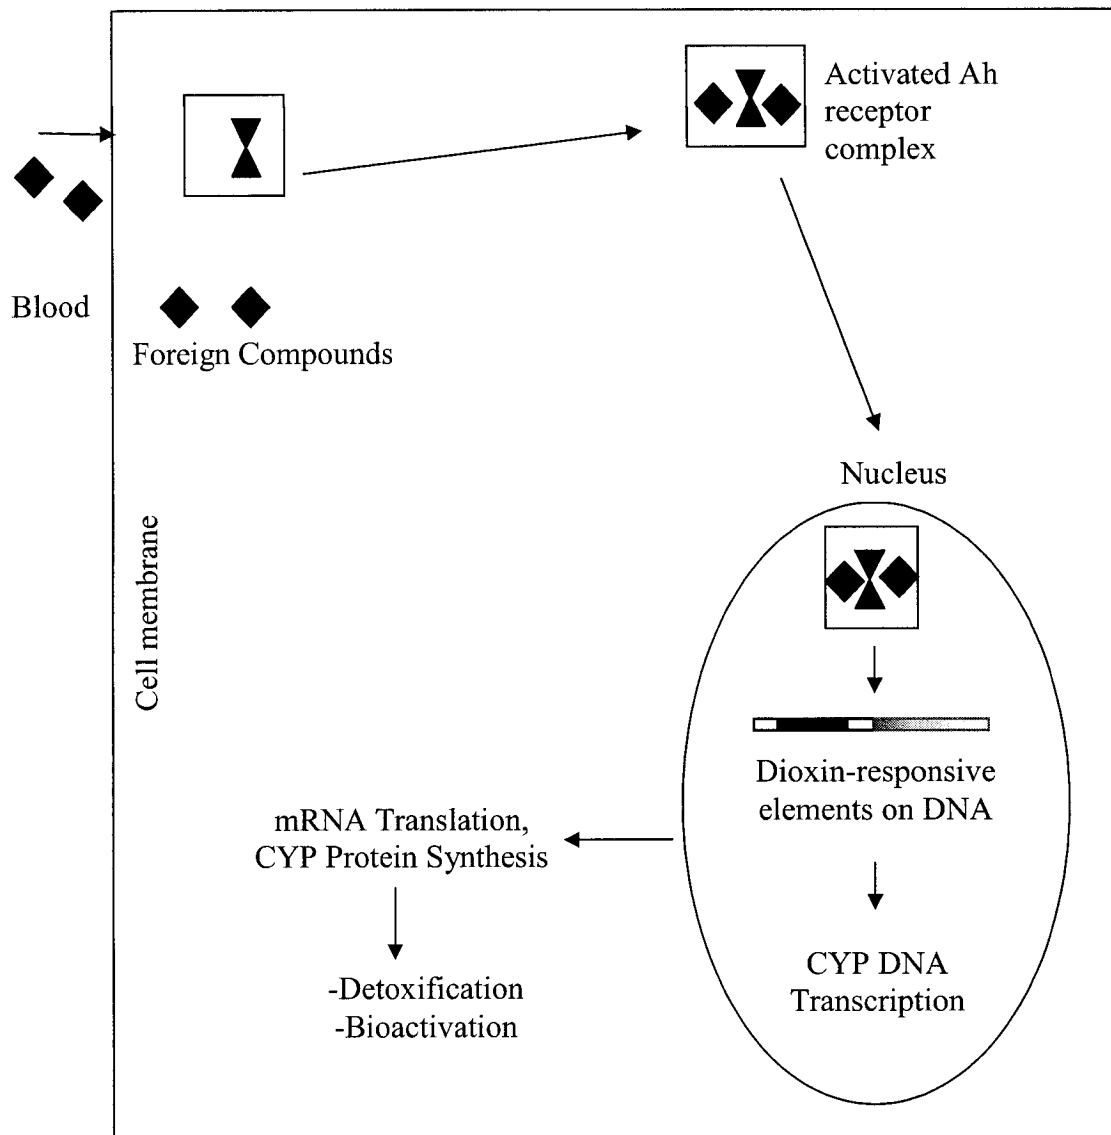 Activated Ah
receptor
complex
Blood
Foreign Compounds
Cell membrane
Nucleus
Dioxin-responsive
elements on DNA
mRNA Translation,
CYP Protein Synthesis
CYP DNA
Transcription
-Detoxification
-Bioactivation